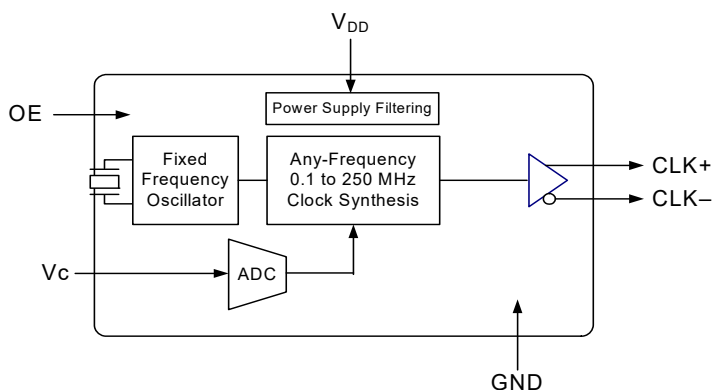 VDD
Power Supply Filtering
OE
Fixed
Frequency
Oscillator
Any-Frequency
0.1 to 250 MHz
Clock Synthesis
CLK+
CLK–
Vc
ADC
GND